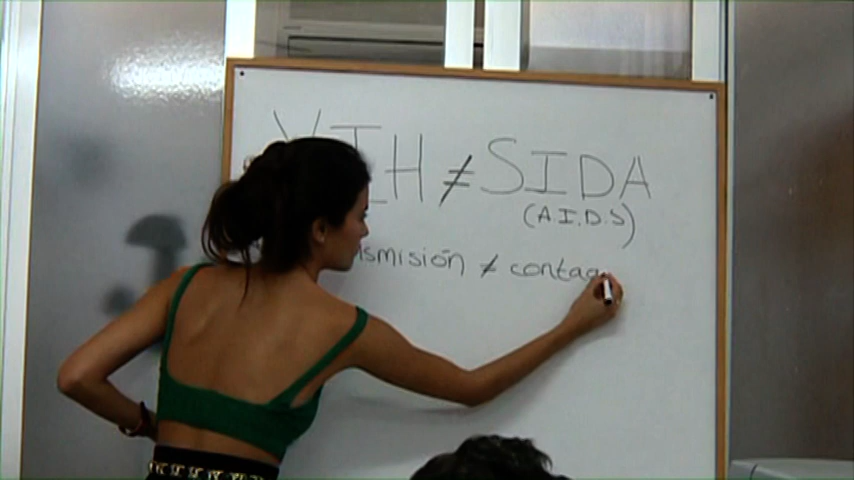 VIH ≠ SIDA
(A.I.D.S)
smisión ≠ contag